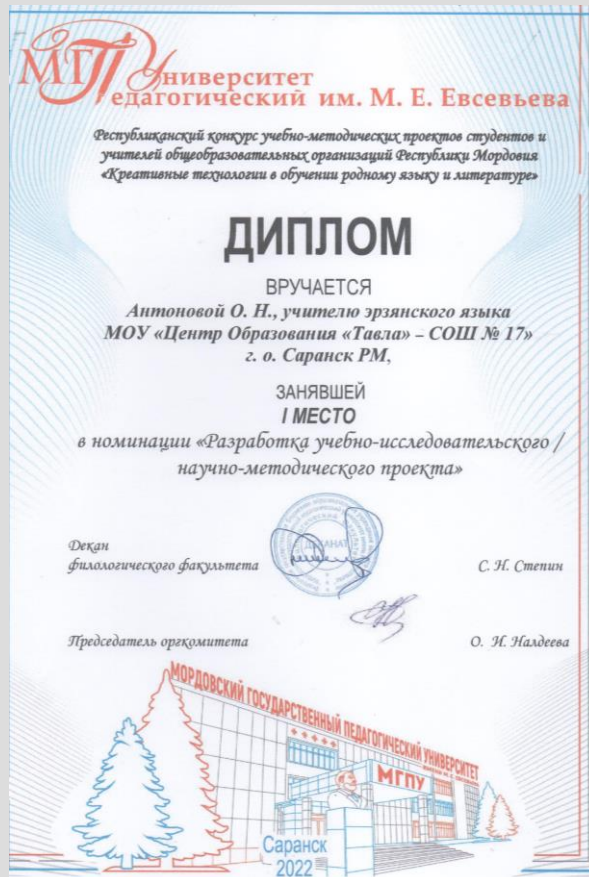 МГПУ
Университет
Педагогический им. М. Е. Евсевьева
Республиканский конкурс учебно-методических проектов студентов и
учителей общеобразовательных организаций Республики Мордовия
«Креативные технологии в обучении родному языку и литературе»
ДИПЛОМ
ВРУЧАЕТСЯ
Антоновой О. Н., учителю эрзянского языка
МОУ «Центр Образования «Тавла» – СОШ № 17»
г. о. Саранск РМ,
ЗАНЯВШЕЙ
I МЕСТО
в номинации «Разработка учебно-исследовательского /
научно-методического проекта»
ДЕКАНАТ
Декан
филологического факультета
С. Н. Степин
Председатель оргкомитета
О. И. Налдеева
МОРДОВСКИЙ ГОСУДАРСТВЕННЫЙ ПЕДАГОГИЧЕСКИЙ УНИВЕРСИТЕТ
МГПУ
Саранск
2022